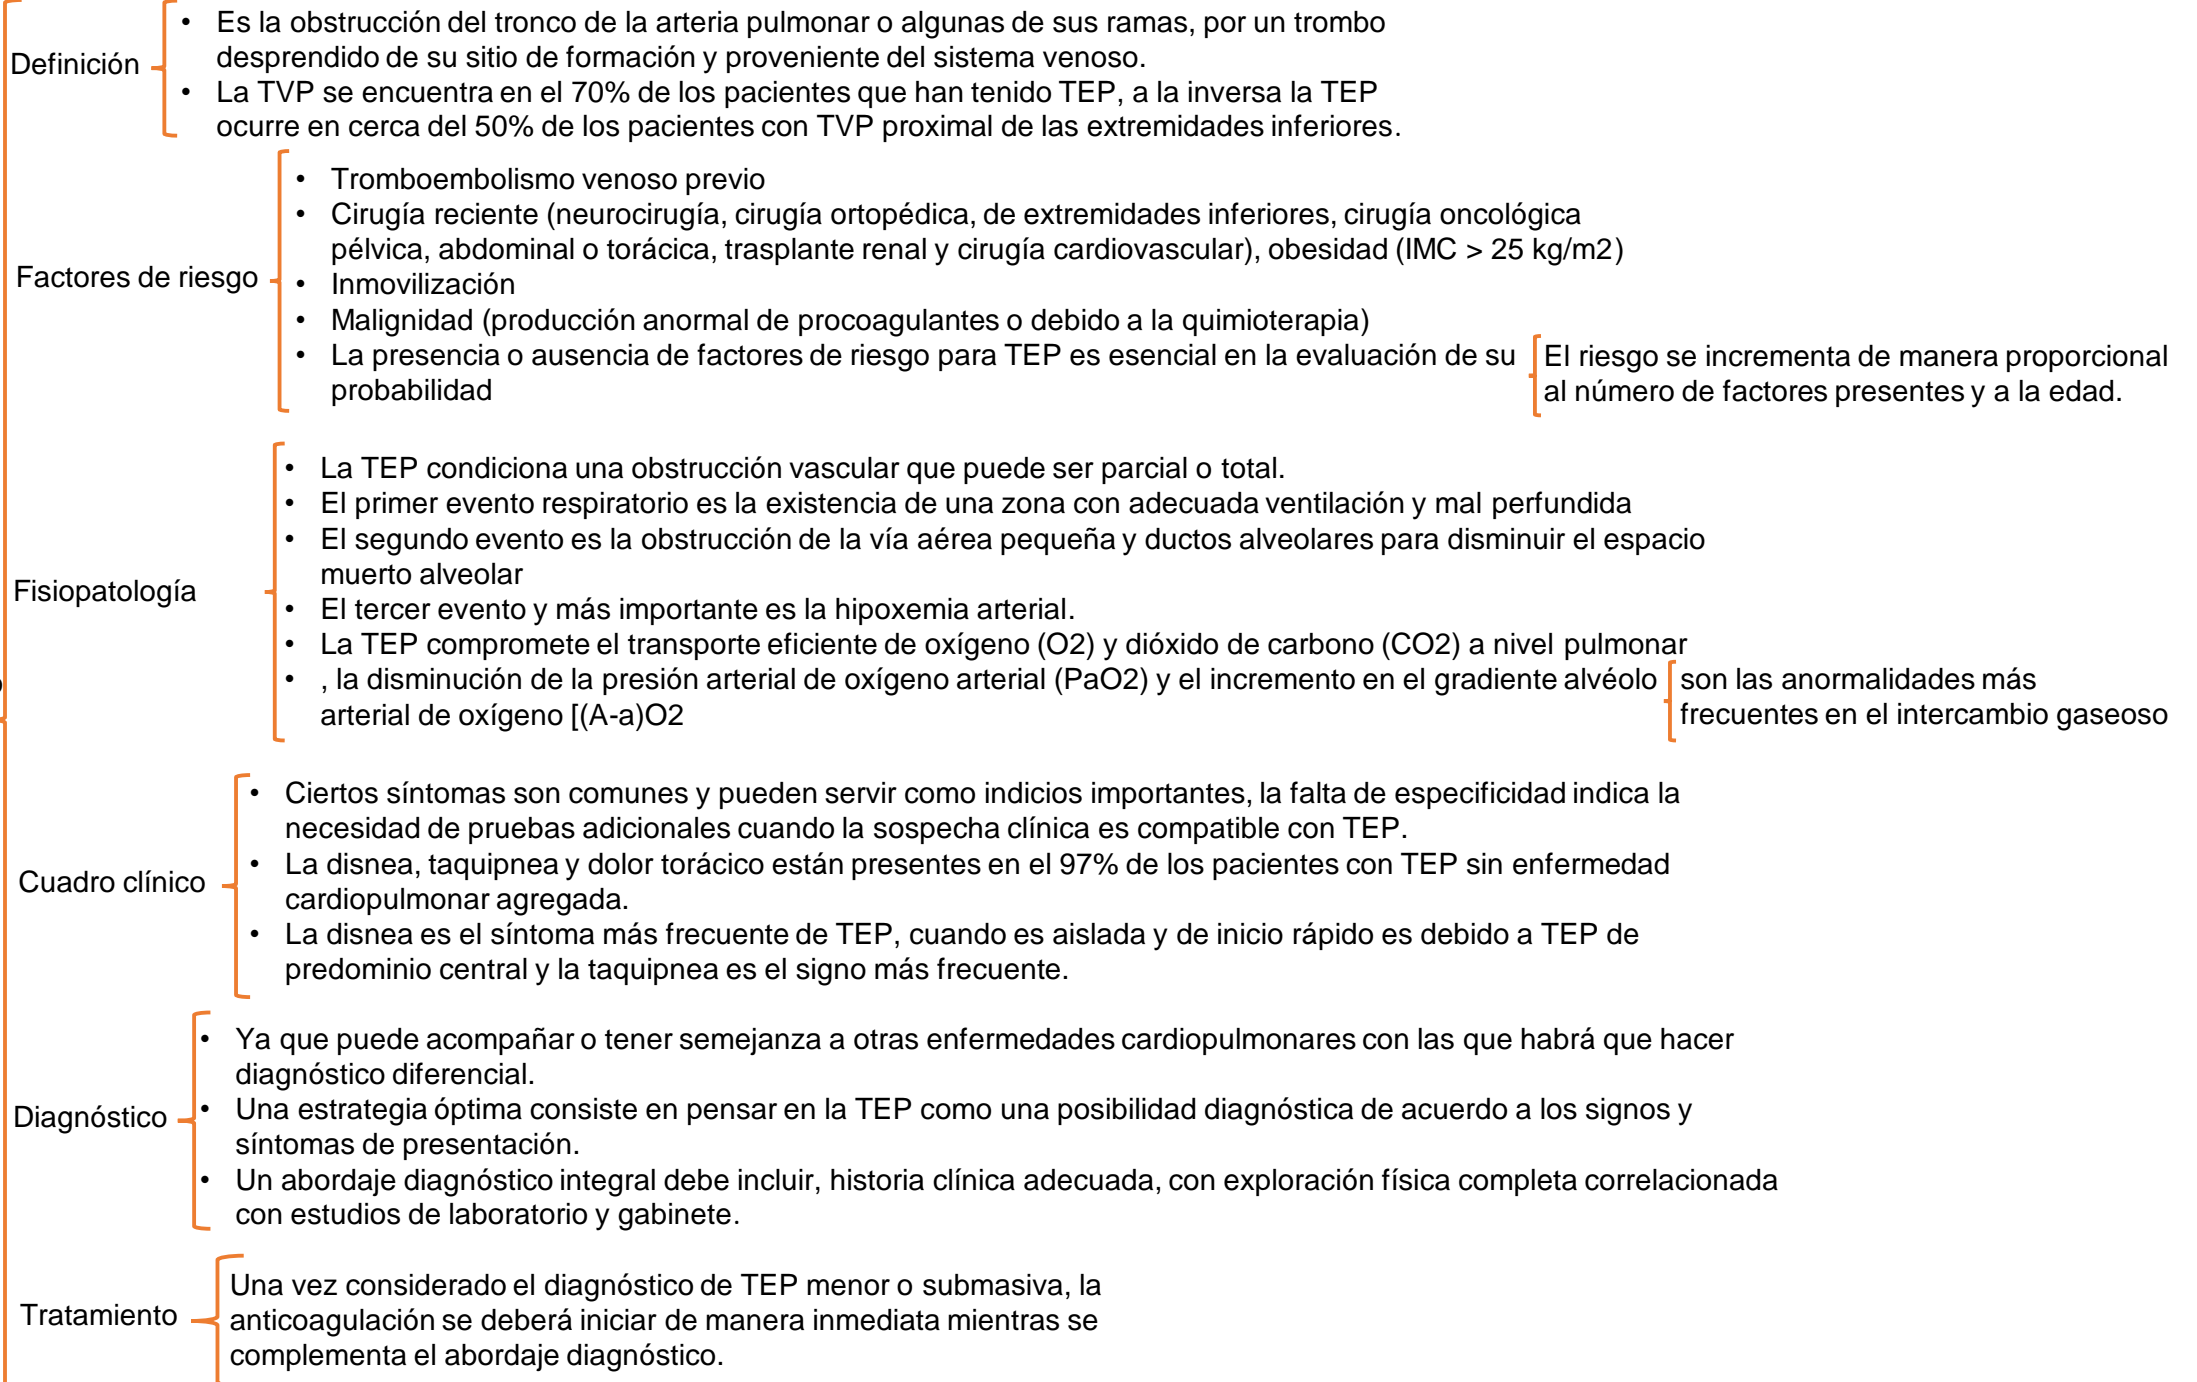 Definición
• Es la obstrucción del tronco de la arteria pulmonar o algunas de sus ramas, por un trombo
desprendido de su sitio de formación y proveniente del sistema venoso.
• La TVP se encuentra en el 70% de los pacientes que han tenido TEP, a la inversa la TEP
ocurre en cerca del 50% de los pacientes con TVP proximal de las extremidades inferiores.
Factores de riesgo
• Tromboembolismo venoso previo
• Cirugía reciente (neurocirugía, cirugía ortopédica, de extremidades inferiores, cirugía oncológica
pélvica, abdominal o torácica, trasplante renal y cirugía cardiovascular), obesidad (IMC > 25 kg/m2)
• Inmovilización
• Malignidad (producción anormal de procoagulantes o debido a la quimioterapia)
• La presencia o ausencia de factores de riesgo para TEP es esencial en la evaluación de su
probabilidad
El riesgo se incrementa de manera proporcional
al número de factores presentes y a la edad.
Fisiopatología
• La TEP condiciona una obstrucción vascular que puede ser parcial o total.
• El primer evento respiratorio es la existencia de una zona con adecuada ventilación y mal perfundida
• El segundo evento es la obstrucción de la vía aérea pequeña y ductos alveolares para disminuir el espacio
muerto alveolar
• El tercer evento y más importante es la hipoxemia arterial.
• La TEP compromete el transporte eficiente de oxígeno (O2) y dióxido de carbono (CO2) a nivel pulmonar
• , la disminución de la presión arterial de oxígeno arterial (PaO2) y el incremento en el gradiente alvéolo
arterial de oxígeno [(A-a)O2
son las anormalidades más
frecuentes en el intercambio gaseoso
Cuadro clínico
• Ciertos síntomas son comunes y pueden servir como indicios importantes, la falta de especificidad indica la
necesidad de pruebas adicionales cuando la sospecha clínica es compatible con TEP.
• La disnea, taquipnea y dolor torácico están presentes en el 97% de los pacientes con TEP sin enfermedad
cardiopulmonar agregada.
• La disnea es el síntoma más frecuente de TEP, cuando es aislada y de inicio rápido es debido a TEP de
predominio central y la taquipnea es el signo más frecuente.
Diagnóstico
• Ya que puede acompañar o tener semejanza a otras enfermedades cardiopulmonares con las que habrá que hacer
diagnóstico diferencial.
• Una estrategia óptima consiste en pensar en la TEP como una posibilidad diagnóstica de acuerdo a los signos y
síntomas de presentación.
• Un abordaje diagnóstico integral debe incluir, historia clínica adecuada, con exploración física completa correlacionada
con estudios de laboratorio y gabinete.
Tratamiento
Una vez considerado el diagnóstico de TEP menor o submasiva, la
anticoagulación se deberá iniciar de manera inmediata mientras se
complementa el abordaje diagnóstico.